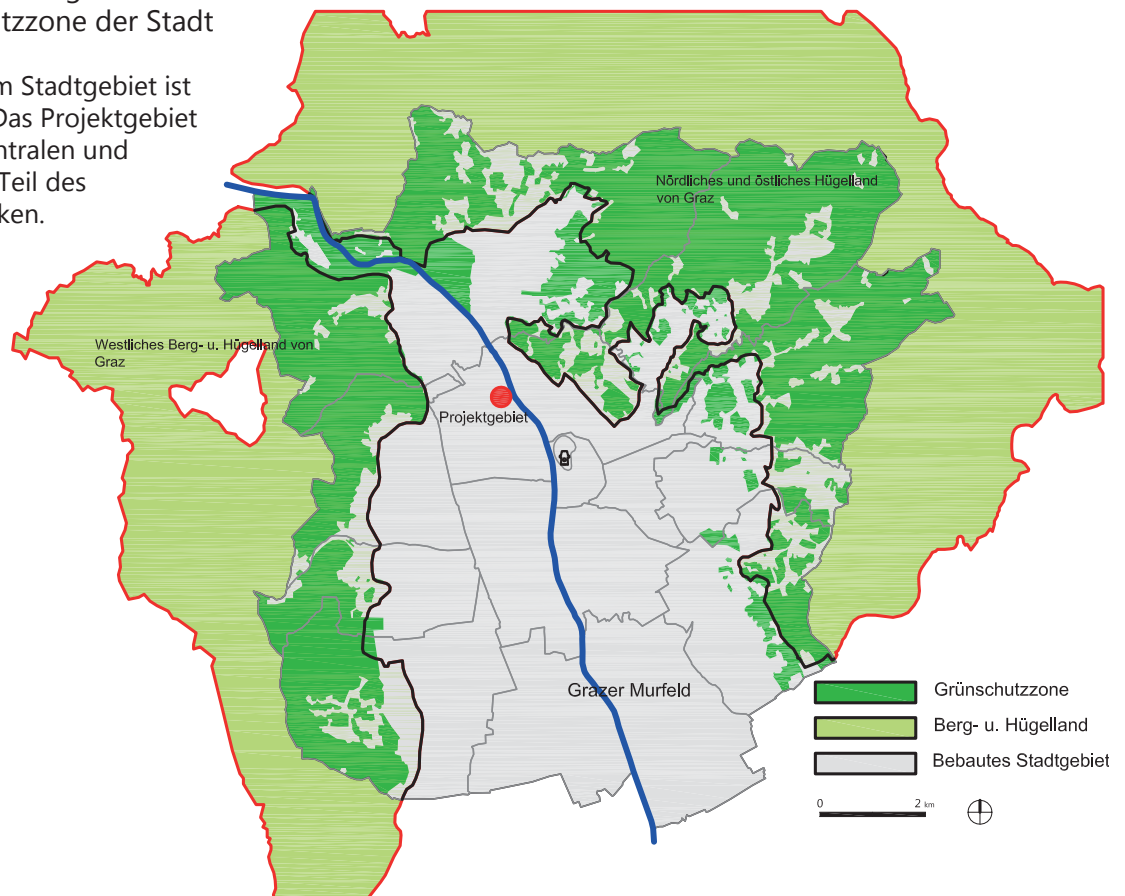 tzzone der Stadt
m Stadtgebiet ist
Das Projektgebiet
ntralen und
Teil des
ken.
Nördliches und östliches Hügelland
von Graz
Westliches Berg- u. Hügelland von
Graz
Projektgebiet
Grazer Murfeld
Grünschutzzone
Berg- u. Hügelland
Bebautes Stadtgebiet
0 2 km